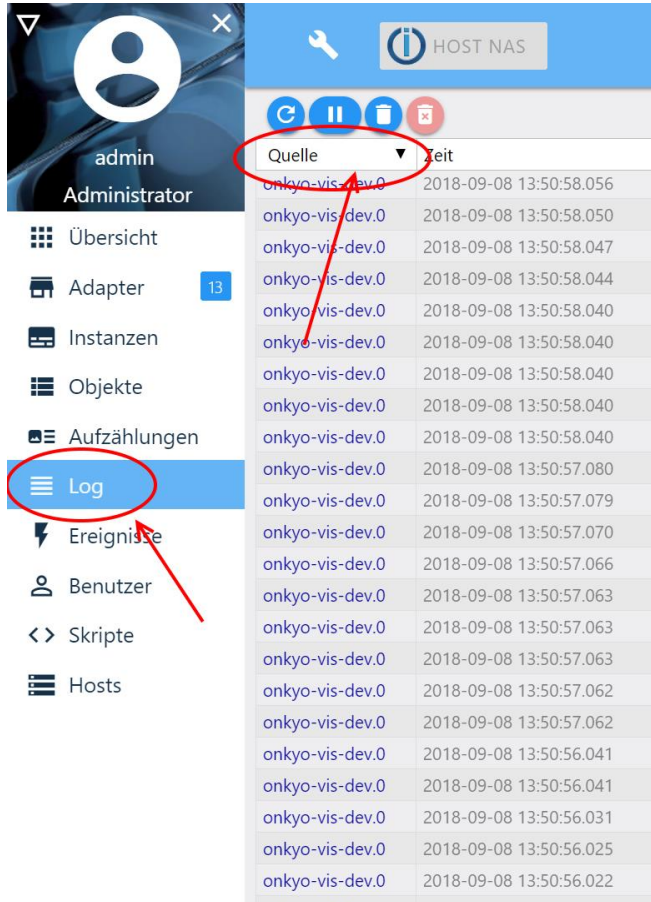 admin
Administrator
Übersicht
Adapter 13
Instanzen
Objekte
Aufzählungen
Log
Ereignisse
Benutzer
Skripte
Hosts
HOST NAS
Quelle Zeit
onkyo-vis-dev.0 2018-09-08 13:50:58.056
onkyo-vis-dev.0 2018-09-08 13:50:58.050
onkyo-vis-dev.0 2018-09-08 13:50:58.047
onkyo-vis-dev.0 2018-09-08 13:50:58.044
onkyo-vis-dev.0 2018-09-08 13:50:58.040
onkyo-vis-dev.0 2018-09-08 13:50:58.040
onkyo-vis-dev.0 2018-09-08 13:50:58.040
onkyo-vis-dev.0 2018-09-08 13:50:58.040
onkyo-vis-dev.0 2018-09-08 13:50:58.040
onkyo-vis-dev.0 2018-09-08 13:50:57.080
onkyo-vis-dev.0 2018-09-08 13:50:57.079
onkyo-vis-dev.0 2018-09-08 13:50:57.070
onkyo-vis-dev.0 2018-09-08 13:50:57.066
onkyo-vis-dev.0 2018-09-08 13:50:57.063
onkyo-vis-dev.0 2018-09-08 13:50:57.063
onkyo-vis-dev.0 2018-09-08 13:50:57.063
onkyo-vis-dev.0 2018-09-08 13:50:57.062
onkyo-vis-dev.0 2018-09-08 13:50:57.062
onkyo-vis-dev.0 2018-09-08 13:50:56.041
onkyo-vis-dev.0 2018-09-08 13:50:56.041
onkyo-vis-dev.0 2018-09-08 13:50:56.031
onkyo-vis-dev.0 2018-09-08 13:50:56.025
onkyo-vis-dev.0 2018-09-08 13:50:56.022